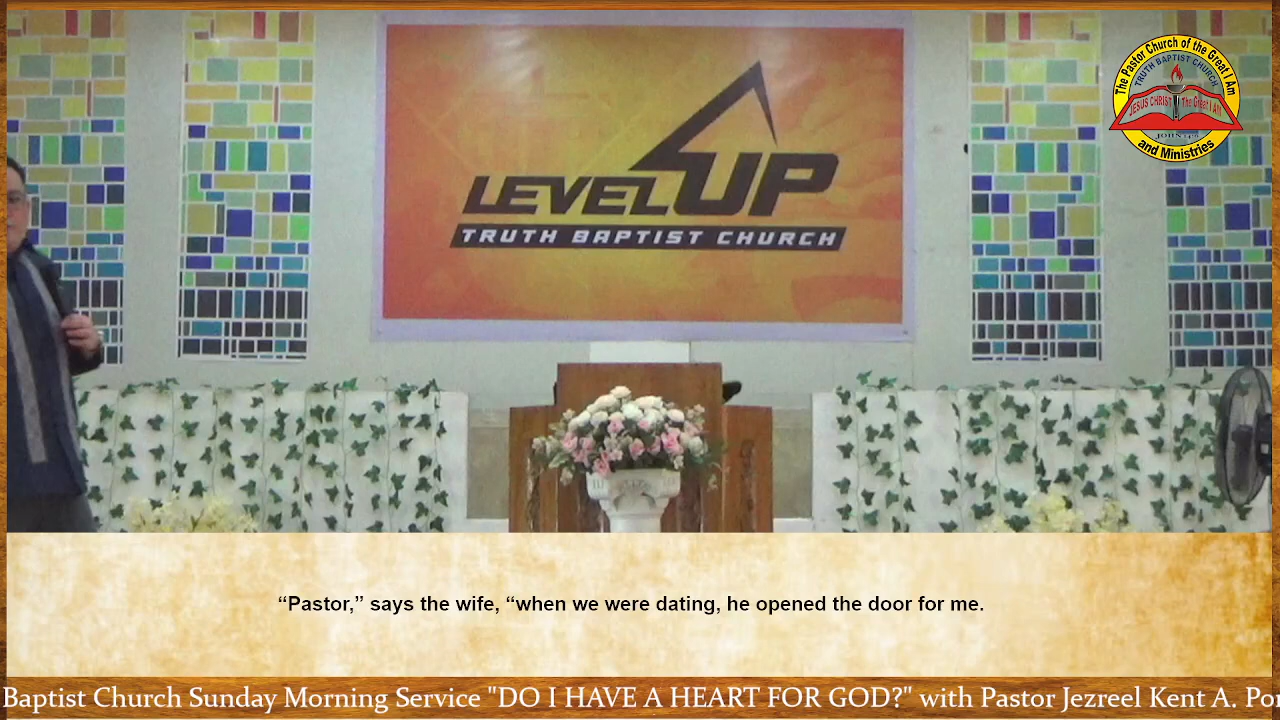 LEVEL UP
TRUTH BAPTIST CHURCH
The Pastor Church of the Great I Am
TRUTH BAPTIST CHURCH
JESUS CHRIST The Great I Am
and Ministries
“Pastor,” says the wife, “when we were dating, he opened the door for me.
Baptist Church Sunday Morning Service "DO I HAVE A HEART FOR GOD?" with Pastor Jezreel Kent A.